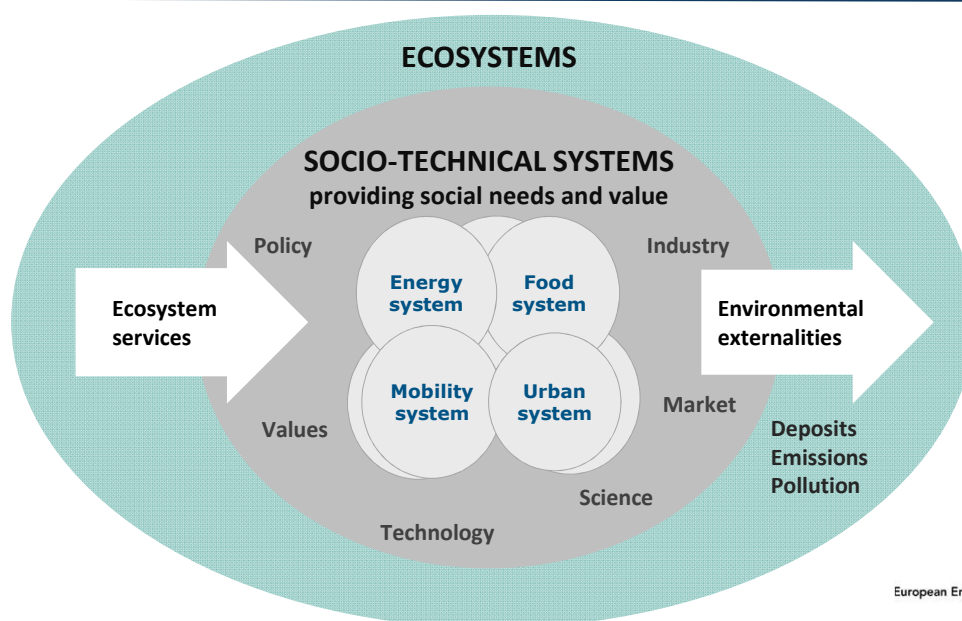 ECOSYSTEMS
SOCIO-TECHNICAL SYSTEMS
providing social needs and value
Policy
Industry
Energy
system
Food
system
Ecosystem
services
Environmental
externalities
Mobility
system
Urban
system
Values
Market
Deposits
Emissions
Pollution
Science
Technology
European